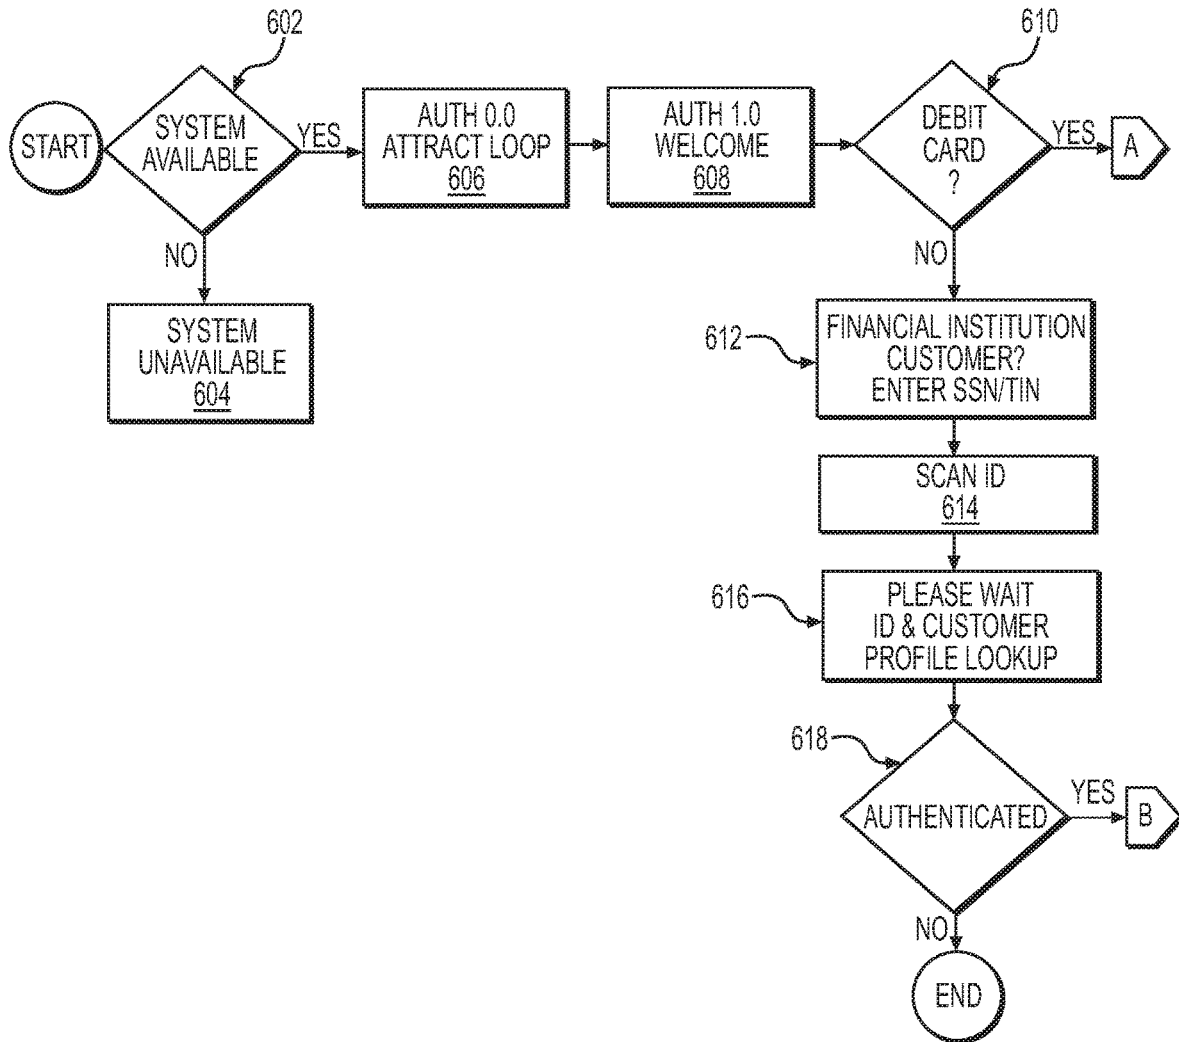 602
610
START
SYSTEM
AVAILABLE
YES
AUTH 0.0
ATTRACT LOOP
606
AUTH 1.0
WELCOME
608
DEBIT
CARD
?
YES
A
NO
NO
SYSTEM
UNAVAILABLE
604
612
FINANCIAL INSTITUTION
CUSTOMER?
ENTER SSN/TIN
SCAN ID
614
616
PLEASE WAIT
ID & CUSTOMER
PROFILE LOOKUP
618
AUTHENTICATED
YES
B
NO
END